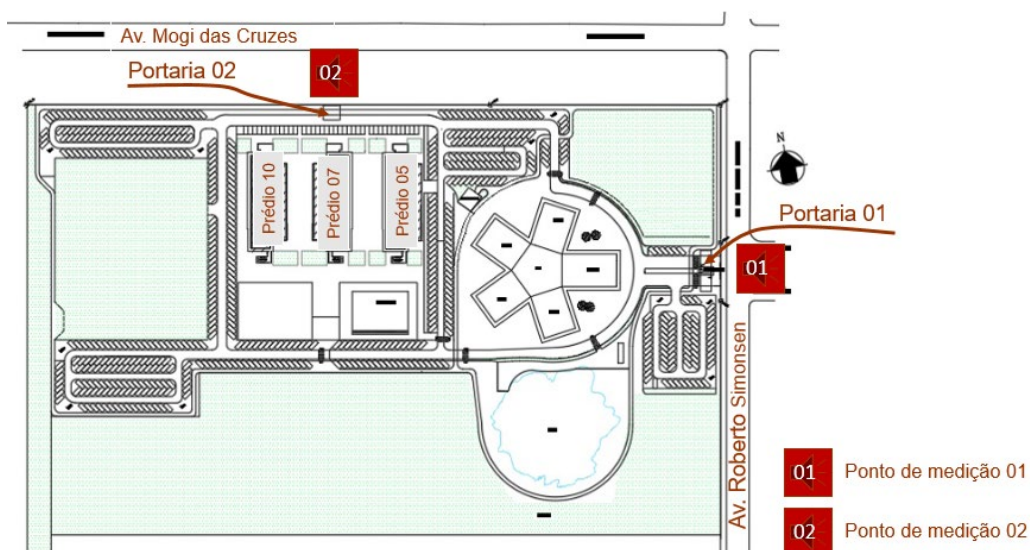 Av. Mogi das Cruzes
Portaria 02
02
Prédio 10
Prédio 07
Prédio 05
N
Portaria 01
01
Av. Roberto Simonsen
01 Ponto de medição 01
02 Ponto de medição 02